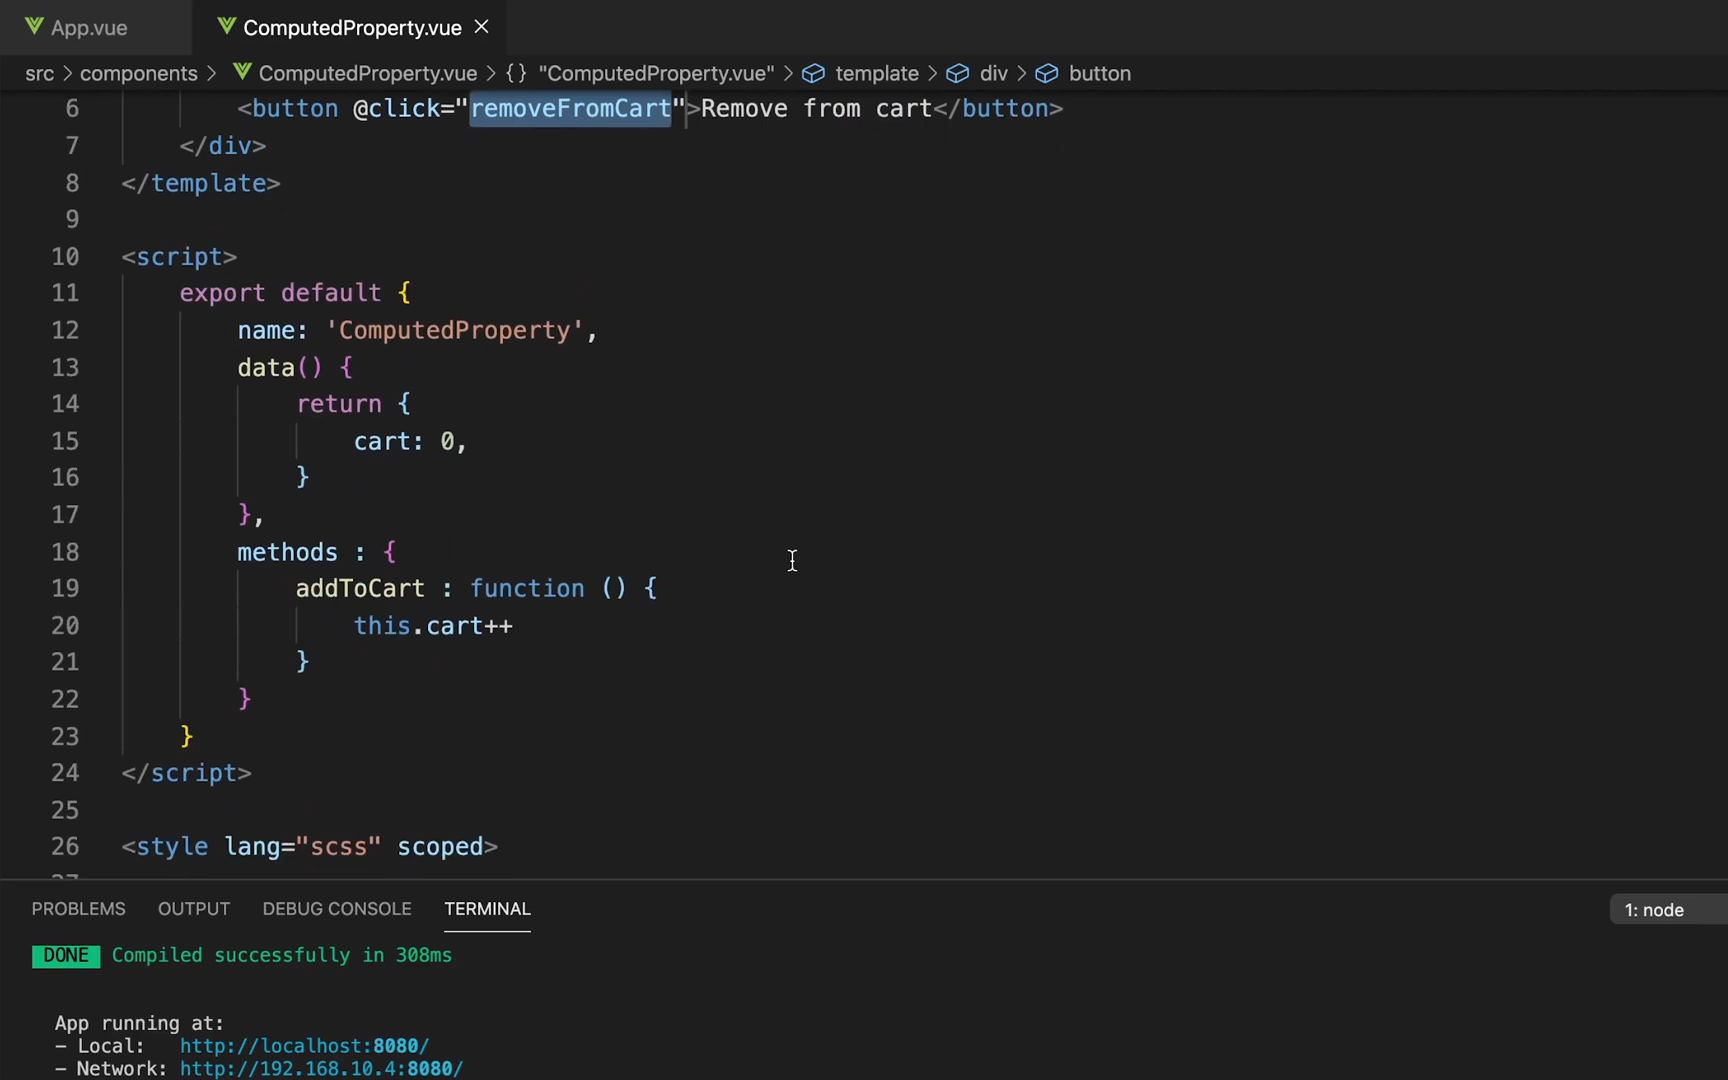 App.vue
ComputedProperty.vue
src > components > ComputedProperty.vue > {} "ComputedProperty.vue" > template > div > button
6 <button @click="removeFromCart">Remove from cart</button>
7 </div>
8 </template>
9
10 <script>
11 export default {
12 name: 'ComputedProperty',
13 data() {
14 return {
15 cart: 0,
16 }
17 },
18 methods : {
19 addToCart : function () {
20 this.cart++
21 }
22 }
23 }
24 </script>
25
26 <style lang="scss" scoped>
27
PROBLEMS OUTPUT DEBUG CONSOLE TERMINAL 1: node
DONE Compiled successfully in 308ms
App running at:
- Local: http://localhost:8080/
- Network: http://192.168.10.4:8080/